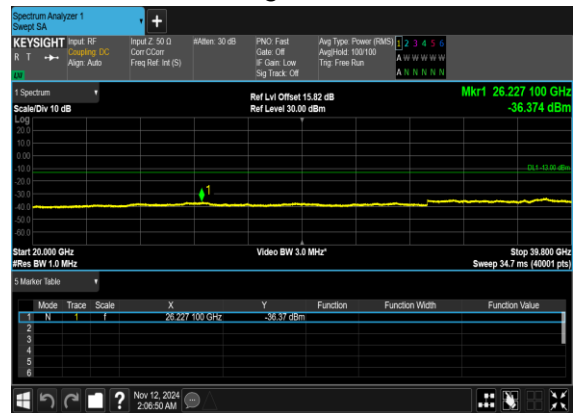 Spectrum Analyzer 1
Swept SA
+
KEYSIGHT Input: RF Input Z: 50 Ω #Atten: 30 dB PNO: Fast Avg Type: Power (RMS) 1 2 3 4 5 6
R T Coupling: DC Corr CCorr Gate: Off Avg|Hold: 100/100 A W W W W W
Align: Auto Freq Ref: Int (S) IF Gain: Low Trig: Free Run
LW Sig Track: Off A N N N N N
1 Spectrum Ref Lvl Offset 15.82 dB Mkr1 26.227 100 GHz
Scale/Div 10 dB Ref Level 30.00 dBm -36.374 dBm
Log
20.0
10.0
0.00
-10.0 DL1 -13.00 dBm
-20.0
-30.0 1
-40.0
-50.0
-60.0
Start 20.000 GHz Video BW 3.0 MHz* Stop 39.800 GHz
#Res BW 1.0 MHz Sweep 34.7 ms (40001 pts)
5 Marker Table
Mode Trace Scale X Y Function Function Width Function Value
1 N 1 f 26.227 100 GHz -36.37 dBm
2
3
4
5
6
? Nov 12, 2024
2:06:50 AM